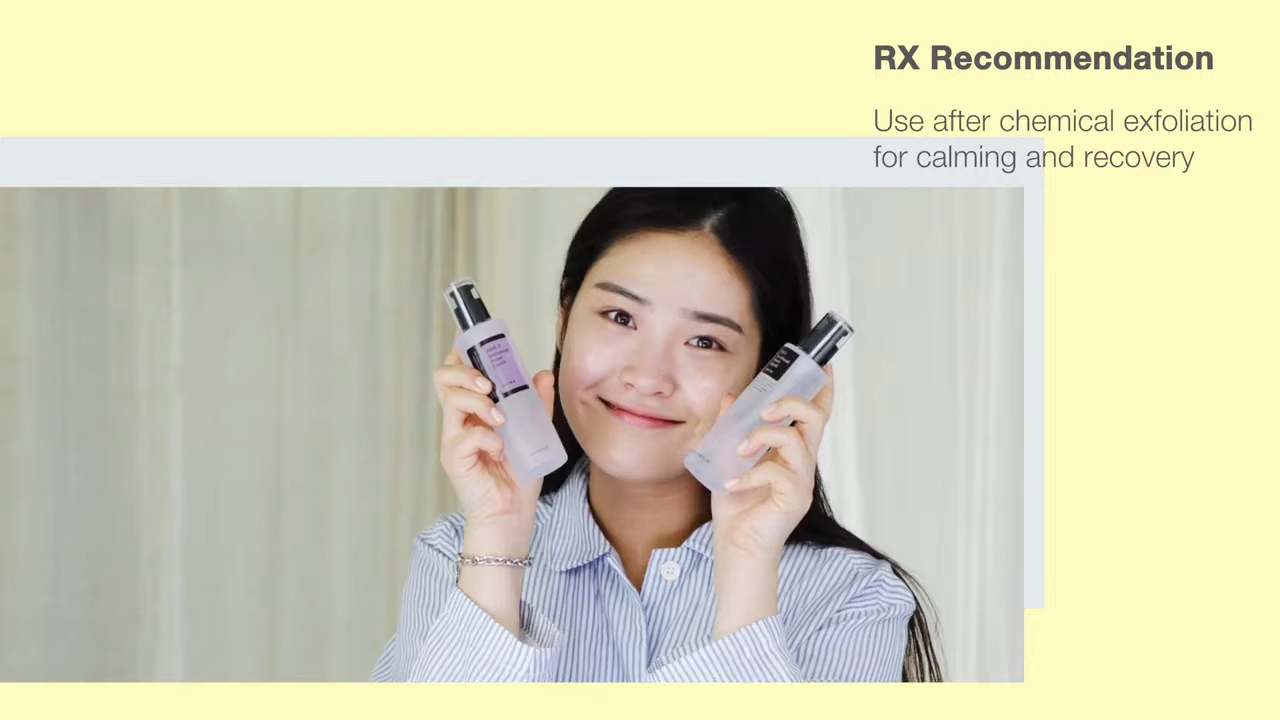 RX Recommendation
Use after chemical exfoliation
for calming and recovery